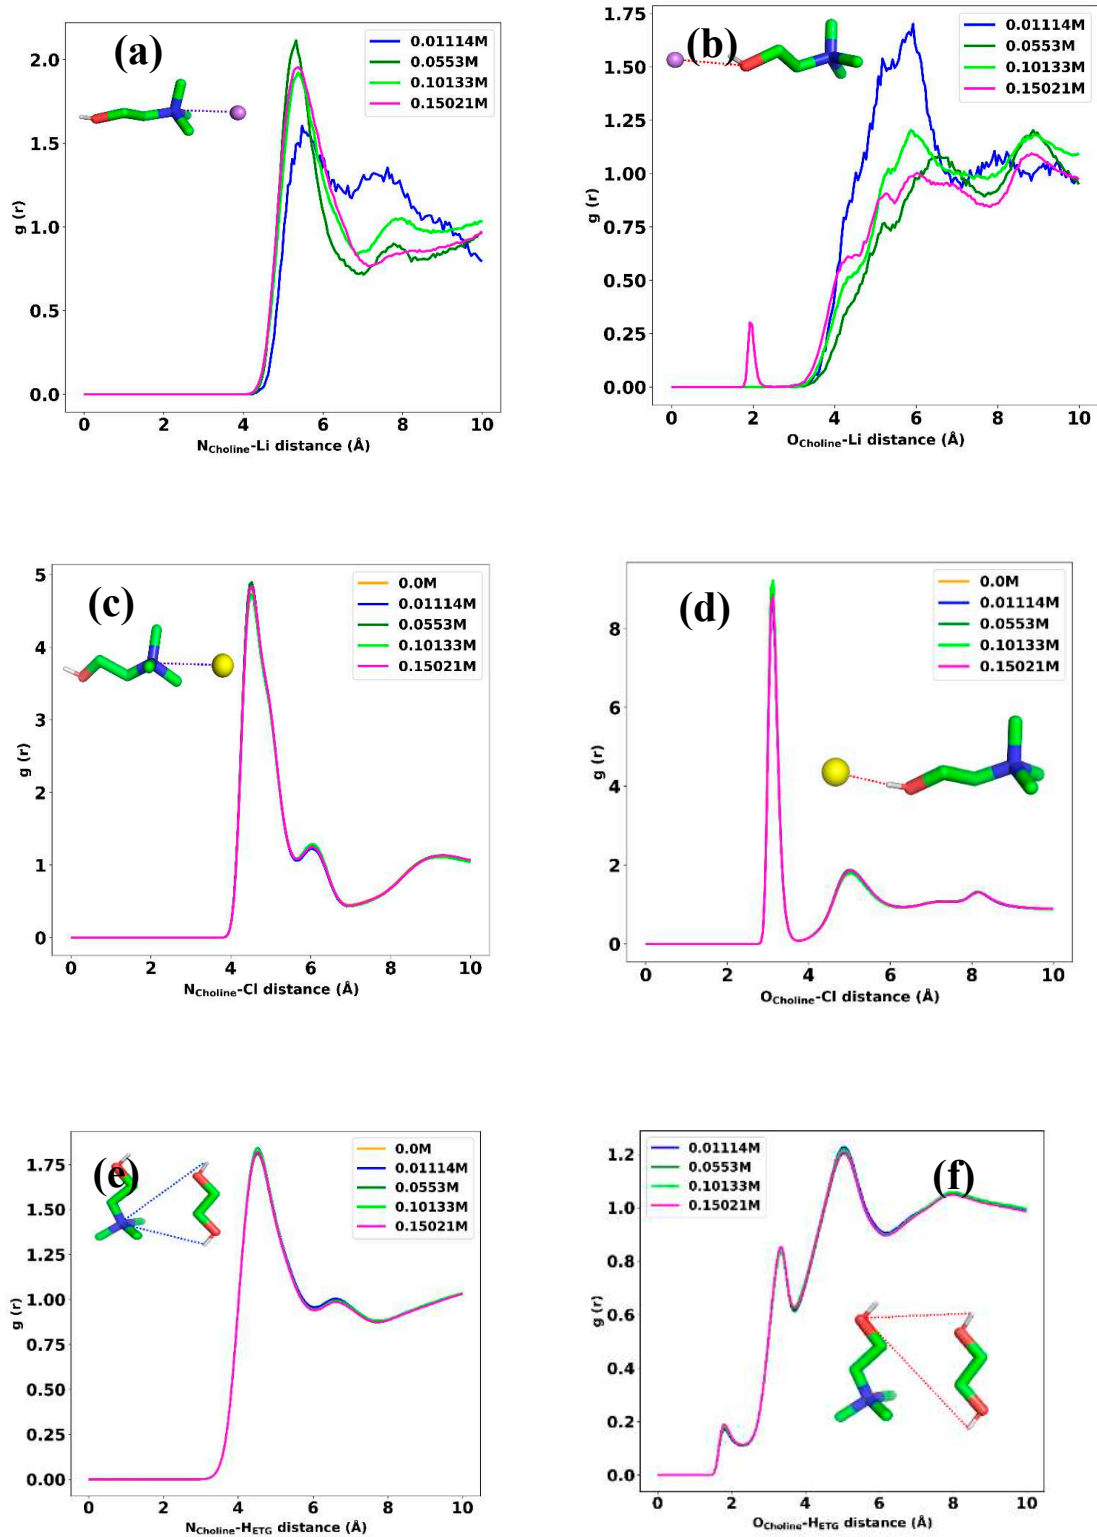 (a)
0.01114M
0.0553M
0.10133M
0.15021M
2.0
1.5
1.0
0.5
0.0
g (r)
0 2 4 6 8 10
N_Choline-Li distance (Å)
(b)
0.01114M
0.0553M
0.10133M
0.15021M
1.75
1.50
1.25
1.00
0.75
0.50
0.25
0.00
g (r)
0 2 4 6 8 10
O_Choline-Li distance (Å)
(c)
0.0M
0.01114M
0.0553M
0.10133M
0.15021M
5
4
3
2
1
0
g (r)
0 2 4 6 8 10
N_Choline-Cl distance (Å)
(d)
0.0M
0.01114M
0.0553M
0.10133M
0.15021M
8
6
4
2
0
g (r)
0 2 4 6 8 10
O_Choline-Cl distance (Å)
(e)
0.0M
0.01114M
0.0553M
0.10133M
0.15021M
1.75
1.50
1.25
1.00
0.75
0.50
0.25
0.00
g (r)
0 2 4 6 8 10
N_Choline-H_ETG distance (Å)
(f)
0.01114M
0.0553M
0.10133M
0.15021M
1.2
1.0
0.8
0.6
0.4
0.2
0.0
g (r)
0 2 4 6 8 10
O_Choline-H_ETG distance (Å)